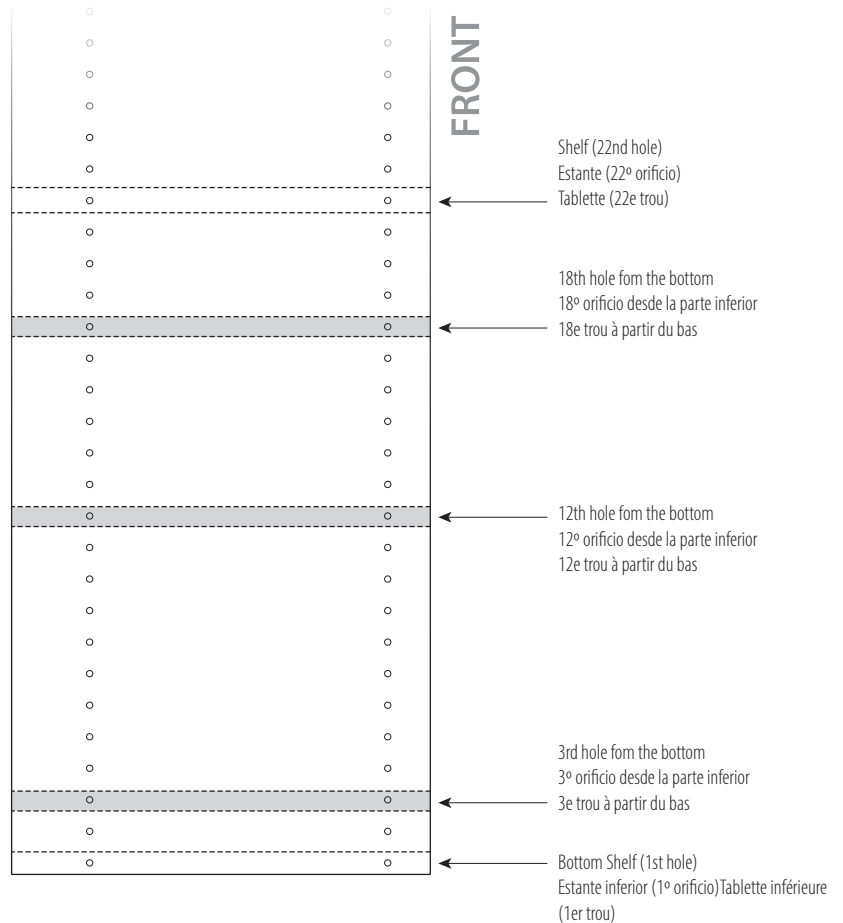 FRONT
Shelf (22nd hole)
Estante (22º orificio)
Tablette (22e trou)
18th hole fom the bottom
18º orificio desde la parte inferior
18e trou à partir du bas
12th hole fom the bottom
12º orificio desde la parte inferior
12e trou à partir du bas
3rd hole fom the bottom
3º orificio desde la parte inferior
3e trou à partir du bas
Bottom Shelf (1st hole)
Estante inferior (1º orificio)Tablette inférieure
(1er trou)